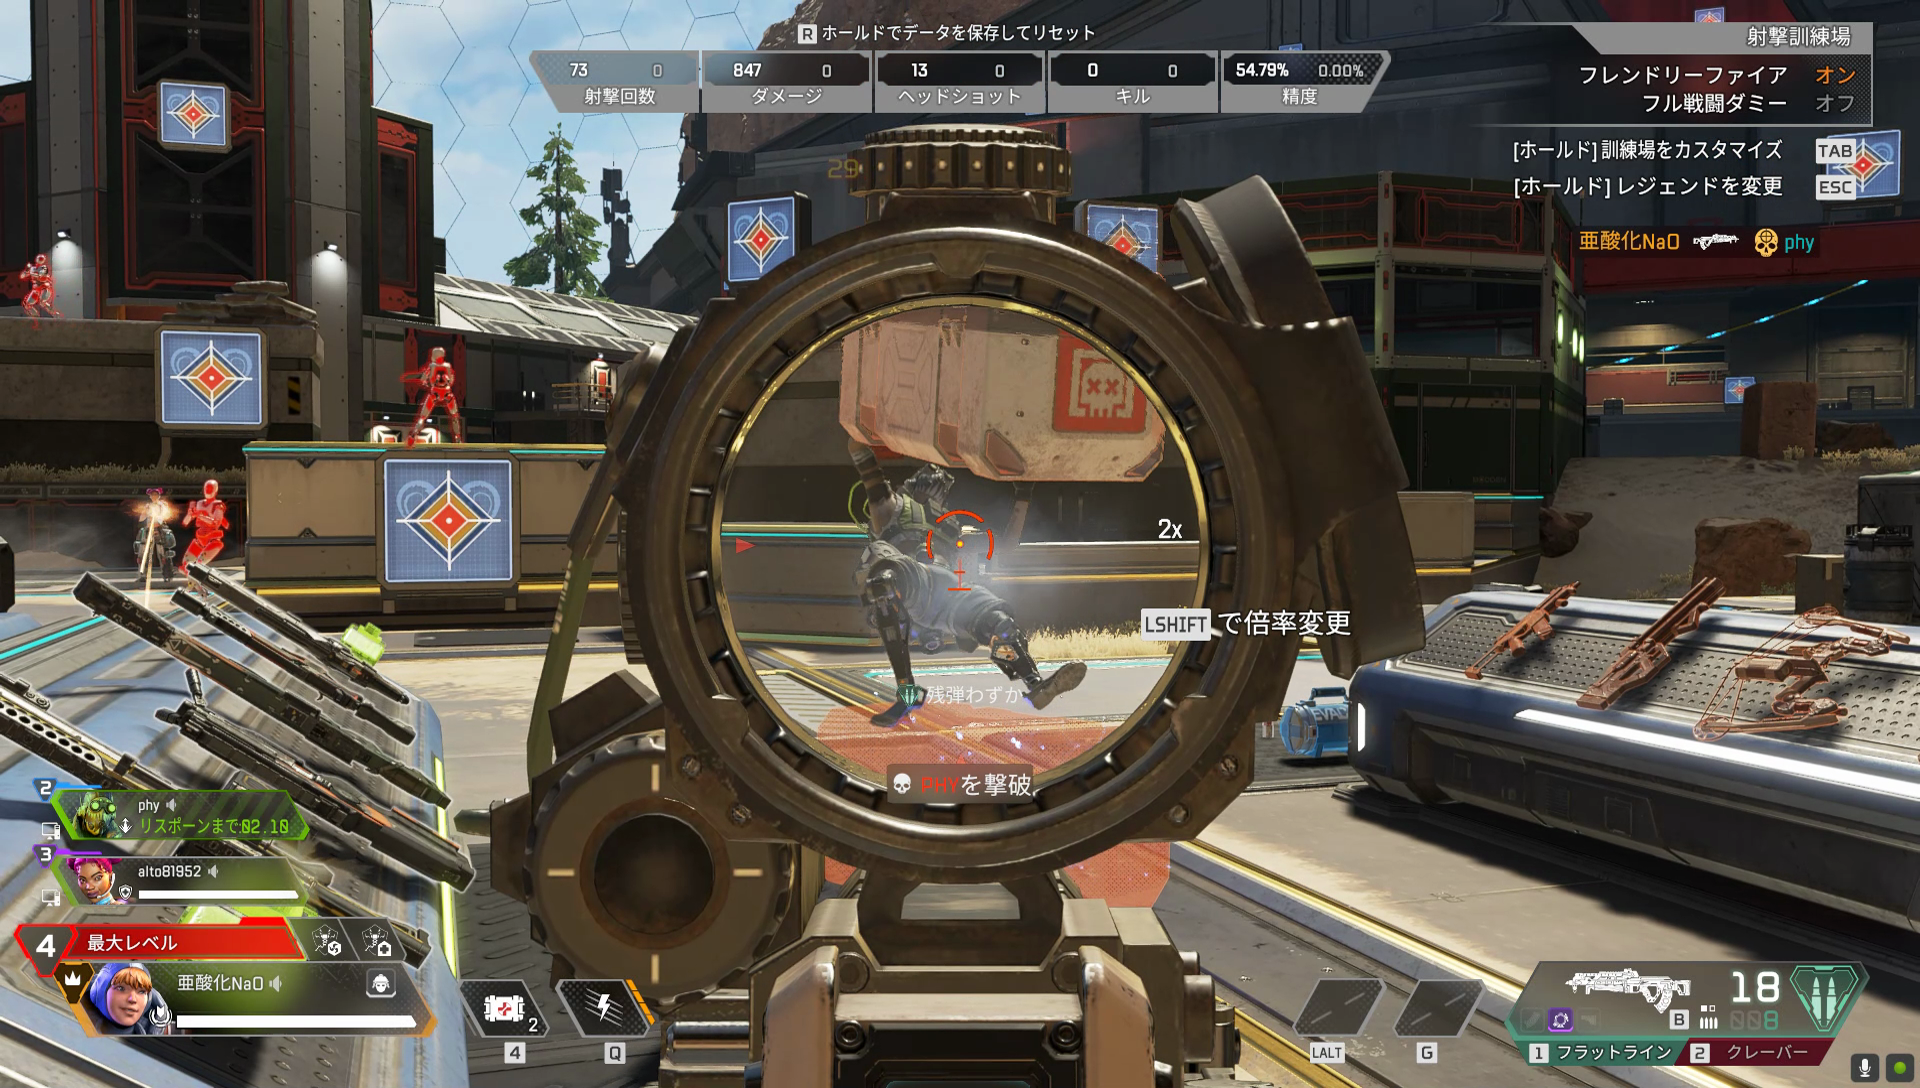 R ホールドでデータを保存してリセット
73 0 847 0 13 0 0 0 54.79% 0.00%
射撃回数 ダメージ ヘッドショット キル 精度
射撃訓練場
フレンドリーファイア オン
フル戦闘ダミー オフ
[ホールド]訓練場をカスタマイズ TAB
[ホールド]レジェンドを変更 ESC
亜酸化NaO phy
29
2x
LSHIFT で倍率変更
残弾わずか
PHYを撃破
2
phy
リスポーンまで:02.10
3
alto81952
4 最大レベル
亜酸化NaO
2
4 Q
LALT G
18
B 008
1 フラットライン 2 クレーバー